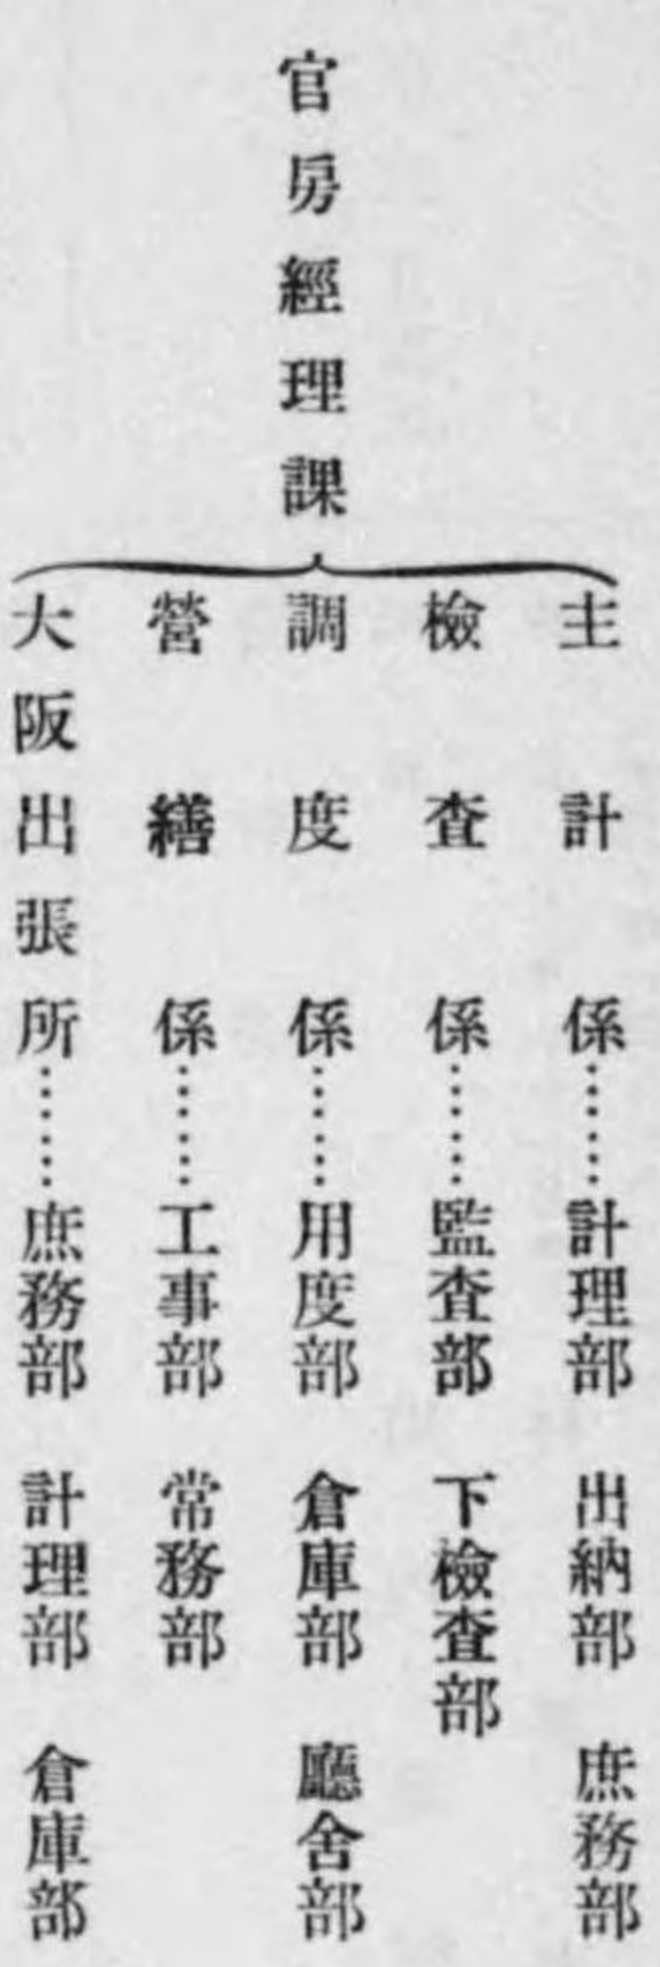 官房經理課
主計係……計理部 出納部 庶務部
檢査係……監査部 下檢査部
調度係……用度部 倉庫部 廳舍部
營繕係……工事部 常務部
大阪出張所……庶務部 計理部 倉庫部